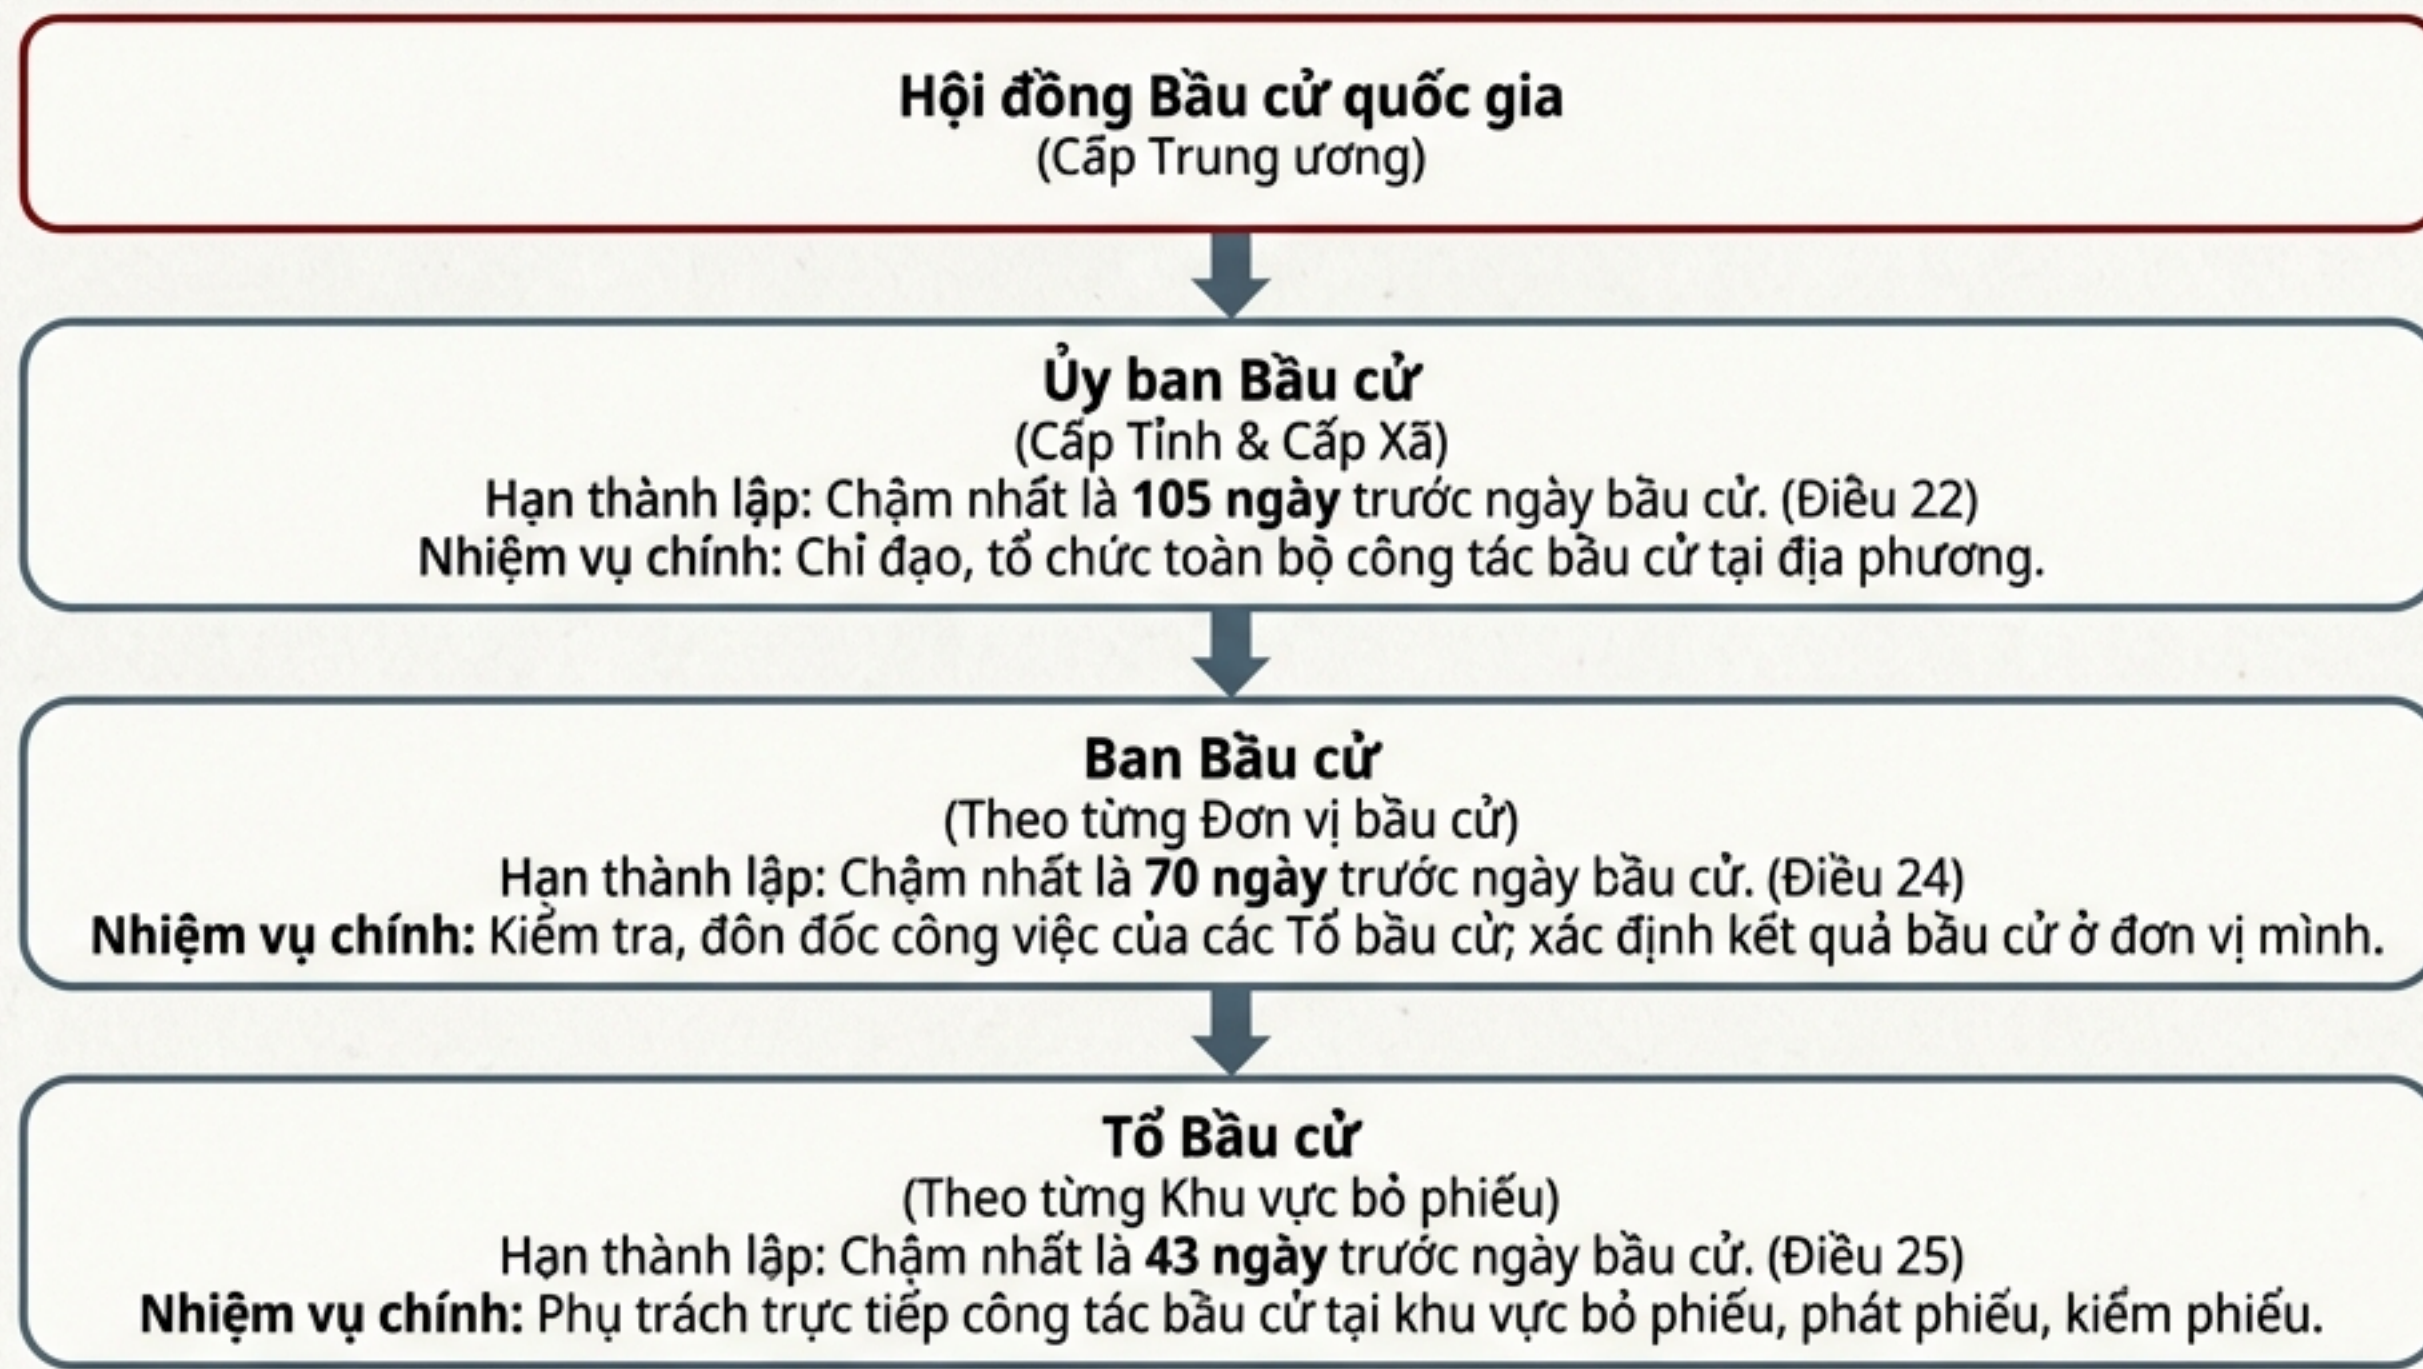 Hội đồng Bầu cử quốc gia
(Cấp Trung ương)
Ủy ban Bầu cử
(Cấp Tỉnh & Cấp Xã)
Hạn thành lập: Chậm nhất là 105 ngày trước ngày bầu cử. (Điều 22)
Nhiệm vụ chính: Chỉ đạo, tổ chức toàn bộ công tác bầu cử tại địa phương.
Ban Bầu cử
(Theo từng Đơn vị bầu cử)
Hạn thành lập: Chậm nhất là 70 ngày trước ngày bầu cử. (Điều 24)
Nhiệm vụ chính: Kiểm tra, đôn đốc công việc của các Tổ bầu cử; xác định kết quả bầu cử ở đơn vị mình.
Tổ Bầu cử
(Theo từng Khu vực bỏ phiếu)
Hạn thành lập: Chậm nhất là 43 ngày trước ngày bầu cử. (Điều 25)
Nhiệm vụ chính: Phụ trách trực tiếp công tác bầu cử tại khu vực bỏ phiếu, phát phiếu, kiểm phiếu.